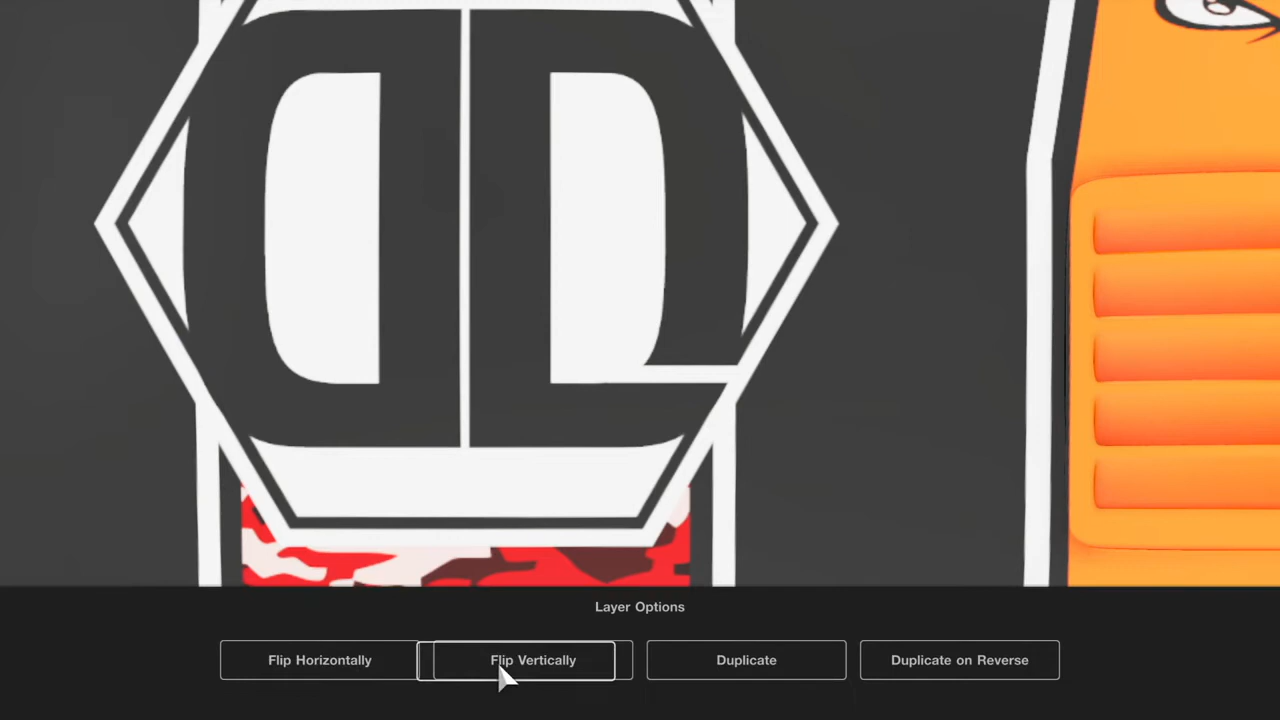 Layer Options
Flip Horizontally
Flip Vertically
Duplicate
Duplicate on Reverse